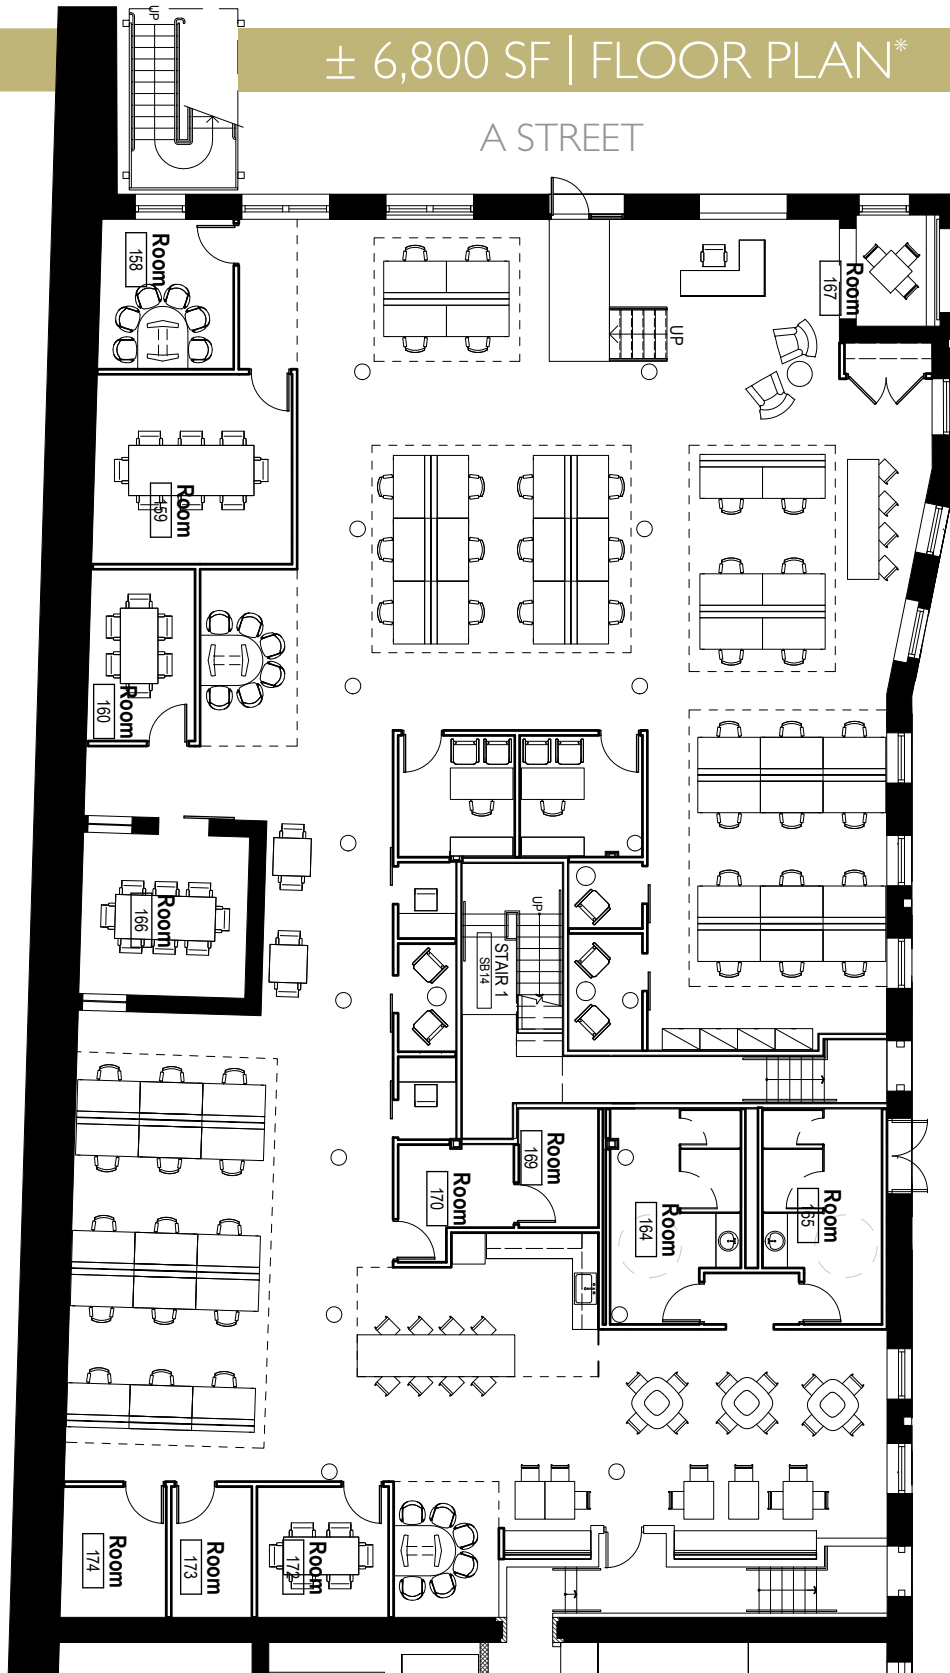 UP
± 6,800 SF | FLOOR PLAN*
A STREET
Room
158
Room
167
UP
Room
159
Room
160
Room
166
UP
STAIR 1
SB14
Room
169
Room
170
Room
164
Room
165
Room
174
Room
173
Room
172